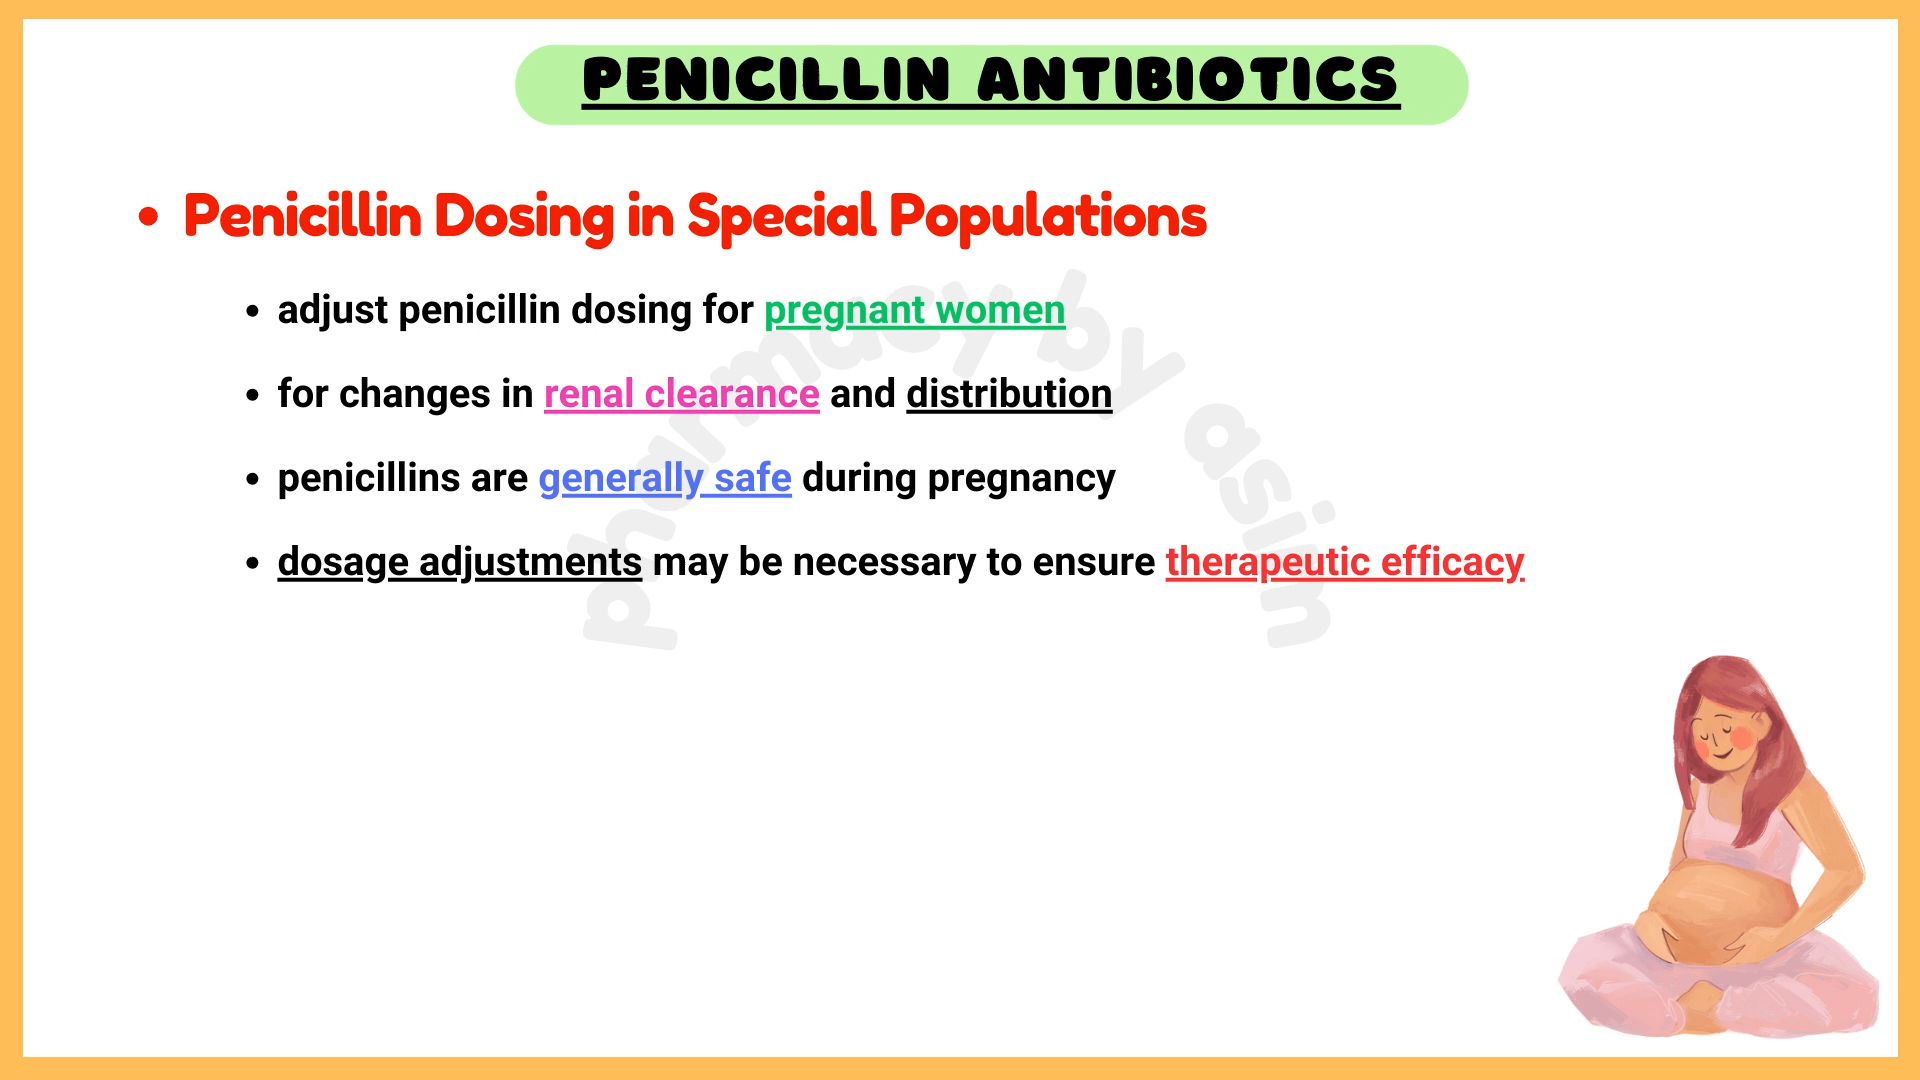 PENICILLIN ANTIBIOTICS
• Penicillin Dosing in Special Populations
• adjust penicillin dosing for pregnant women
• for changes in renal clearance and distribution
• penicillins are generally safe during pregnancy
• dosage adjustments may be necessary to ensure therapeutic efficacy
pharmacy by asim